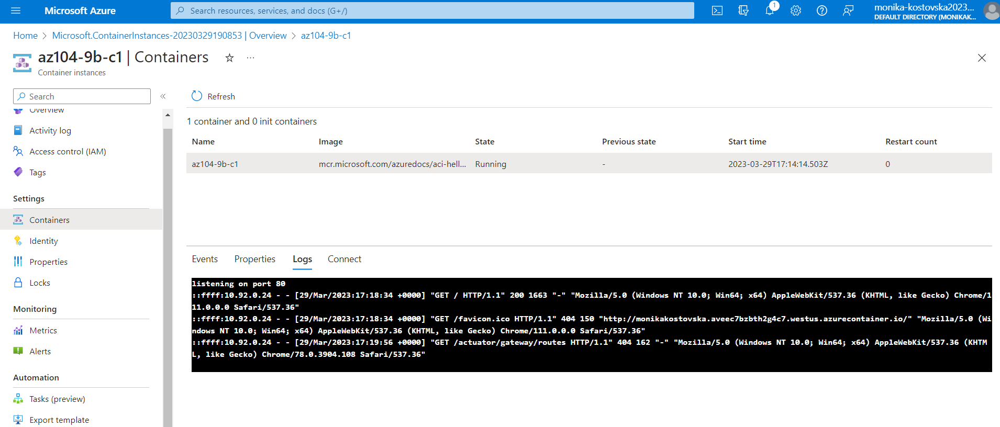 Microsoft Azure
Search resources, services, and docs (G+/)
1
monika-kostovska2023...
DEFAULT DIRECTORY (MONIKAK...
Home > Microsoft.ContainerInstances-20230329190853 | Overview > az104-9b-c1
az104-9b-c1 | Containers
Container instances
Search
Overview
Activity log
Access control (IAM)
Tags
Settings
Containers
Identity
Properties
Locks
Monitoring
Metrics
Alerts
Automation
Tasks (preview)
Export template
Refresh
1 container and 0 init containers
Name Image State Previous state Start time Restart count
az104-9b-c1 mcr.microsoft.com/azuredocs/aci-hell... Running - 2023-03-29T17:14:14.503Z 0
Events Properties Logs Connect
listening on port 80
::ffff:10.92.0.24 - - [29/Mar/2023:17:18:34 +0000] "GET / HTTP/1.1" 200 1663 "-" "Mozilla/5.0 (Windows NT 10.0; Win64; x64) AppleWebKit/537.36 (KHTML, like Gecko) Chrome/1
11.0.0.0 Safari/537.36"
::ffff:10.92.0.24 - - [29/Mar/2023:17:18:34 +0000] "GET /favicon.ico HTTP/1.1" 404 150 "http://monikakostovska.aveec7bzbth2g4c7.westus.azurecontainer.io/" "Mozilla/5.0 (Wi
ndows NT 10.0; Win64; x64) AppleWebKit/537.36 (KHTML, like Gecko) Chrome/111.0.0.0 Safari/537.36"
::ffff:10.92.0.24 - - [29/Mar/2023:17:19:56 +0000] "GET /actuator/gateway/routes HTTP/1.1" 404 162 "-" "Mozilla/5.0 (Windows NT 10.0; Win64; x64) AppleWebKit/537.36 (KHTM
L, like Gecko) Chrome/78.0.3904.108 Safari/537.36"